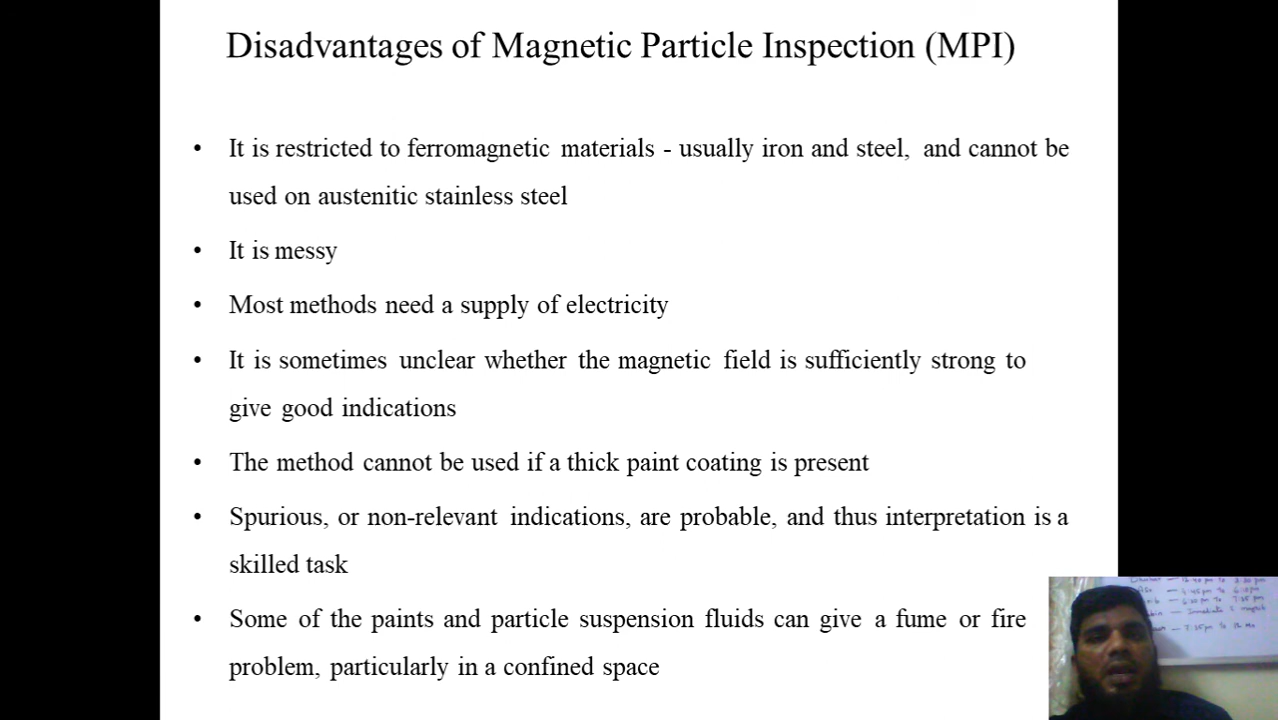 Disadvantages of Magnetic Particle Inspection (MPI)
• It is restricted to ferromagnetic materials - usually iron and steel, and cannot be
used on austenitic stainless steel
• It is messy
• Most methods need a supply of electricity
• It is sometimes unclear whether the magnetic field is sufficiently strong to
give good indications
• The method cannot be used if a thick paint coating is present
• Spurious, or non-relevant indications, are probable, and thus interpretation is a
skilled task
• Some of the paints and particle suspension fluids can give a fume or fire
problem, particularly in a confined space